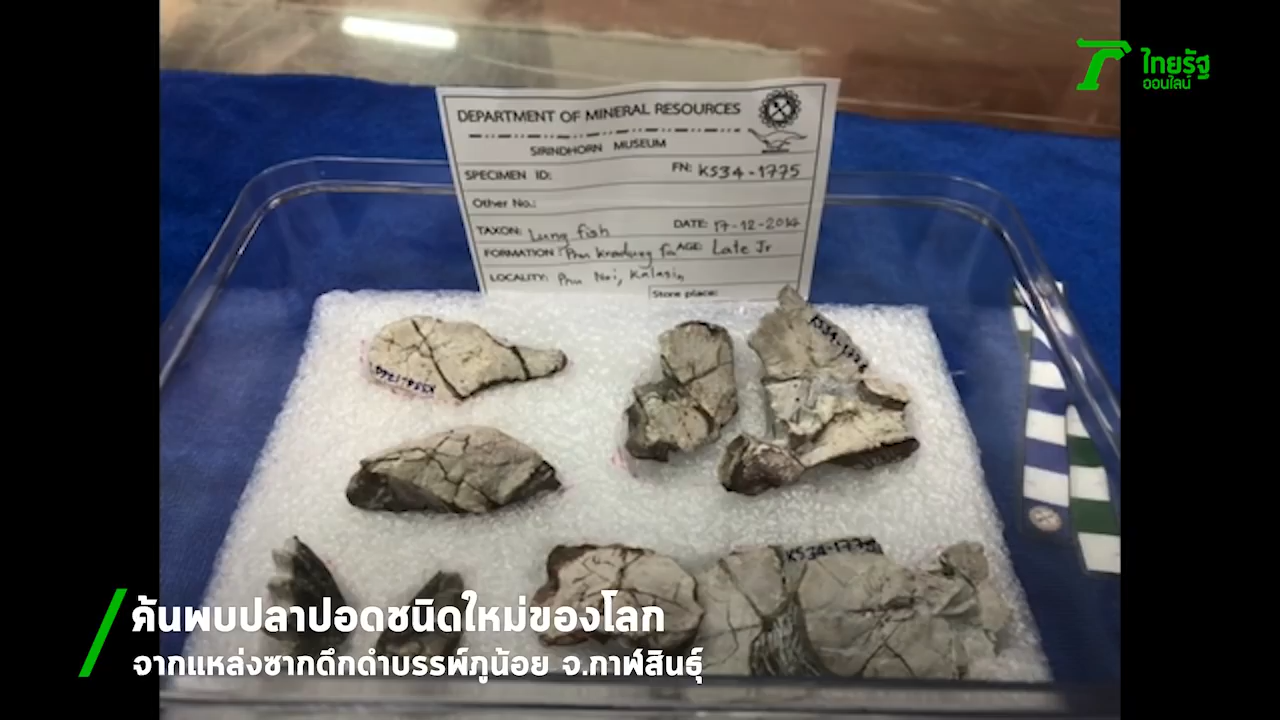 ไทยรัฐ
ออนไลน์
DEPARTMENT OF MINERAL RESOURCES
SIRINDHORN MUSEUM
SPECIMEN ID:
FN: KS34-1775
Other No.:
TAXON: Lung fish
DATE: 17-12-2014
FORMATION: Phu Kradung Fm
AGE: Late Jr
LOCALITY: Phu Noi, Kalasin
Store place:
KS34-1775
ค้นพบปลาปอดชนิดใหม่ของโลก
จากแหล่งซากดึกดำบรรพ์ภูน้อย จ.กาฬสินธุ์